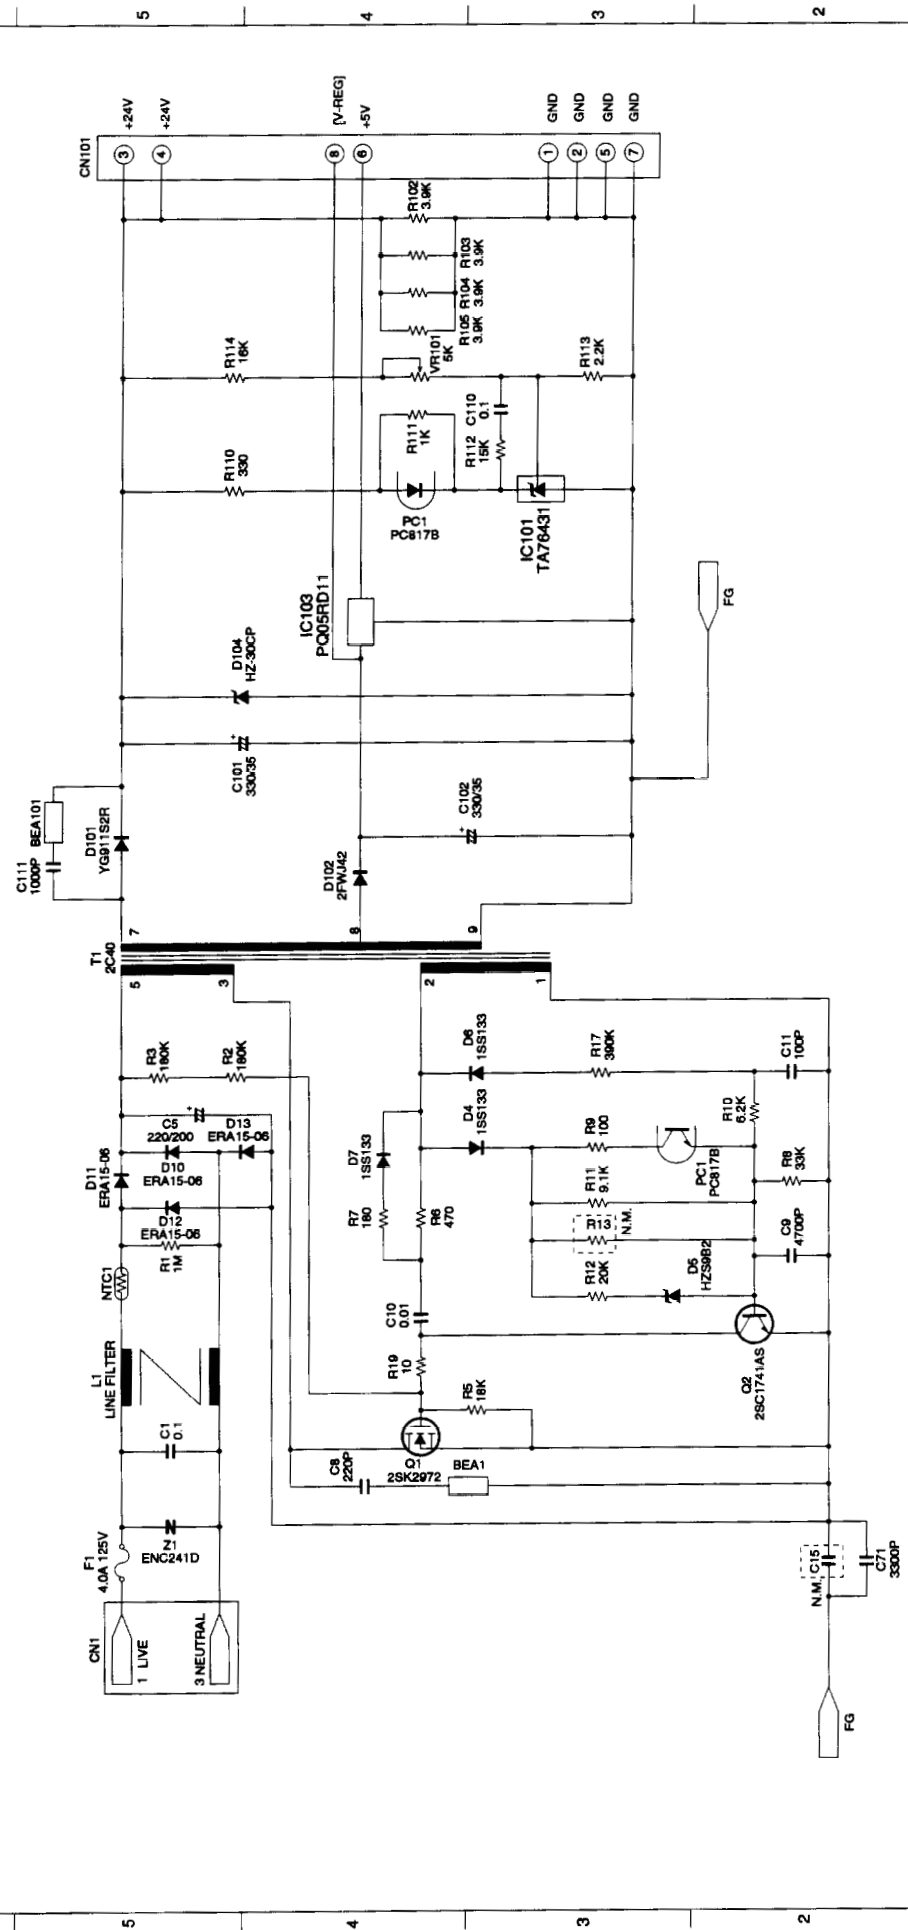 5
4
3
2
CN101
3
+24V
4
+24V
8
[V-REG]
6
+5V
1
GND
2
GND
5
GND
7
GND
R102
3.9K
R103
3.9K
R104
3.9K
R105
3.9K
R114
16K
VR101
5K
R113
2.2K
R110
330
R111
1K
C110
0.1
R112
15K
PC1
PC817B
IC101
TA76431
IC103
PQ05RD11
D104
HZ-30CP
FG
C101
330/35
C102
330/35
C111
1000P
BEA101
D101
YG911S2R
D102
2FWJ42
T1
2C40
7
8
9
5
3
2
1
R3
180K
R2
180K
D6
1SS133
R17
390K
C11
100P
C5
220/200
D13
ERA15-06
D11
ERA15-06
D10
ERA15-06
D12
ERA15-06
R1
1M
NTC1
D7
1SS133
D4
1SS133
R9
100
R10
6.2K
PC1
PC817B
R8
33K
R7
180
R6
470
R11
9.1K
R13
N.M.
R12
20K
D5
HZS9B2
C9
4700P
C10
0.01
L1
LINE FILTER
R19
10
R5
18K
Q2
2SC1741AS
C1
0.1
Q1
2SK2972
C8
220P
BEA1
Z1
ENC241D
F1
4.0A 125V
C15
N.M.
C71
3300P
CN1
1 LIVE
3 NEUTRAL
FG
5
4
3
2